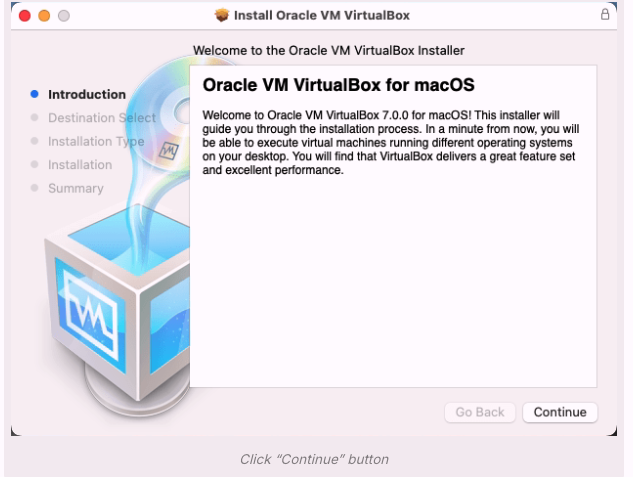 Install Oracle VM VirtualBox
Welcome to the Oracle VM VirtualBox Installer
Introduction
Destination Select
Installation Type
Installation
Summary
Oracle VM VirtualBox for macOS
Welcome to Oracle VM VirtualBox 7.0.0 for macOS! This installer will
guide you through the installation process. In a minute from now, you will
be able to execute virtual machines running different operating systems
on your desktop. You will find that VirtualBox delivers a great feature set
and excellent performance.
VM
VM
Go Back
Continue
Click “Continue” button